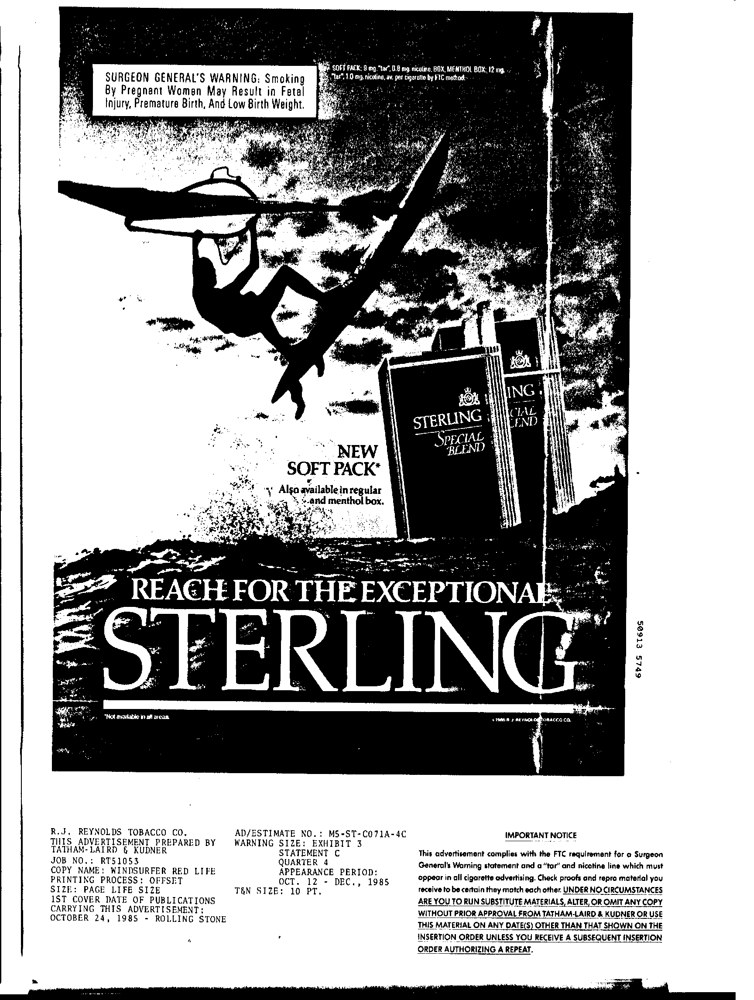 SURGEON GENERAL'S WARNING: Smoking
By Pregnant Women May Result in Fetal
Injury, Premature Birth, And Low Birth Weight.
SOFT PACK: 9 mg. "tar", 0.8 mg. nicotine, BOX, MENTHOL BOX: 12 mg.
"tar", 1.0 mg. nicotine, av. per cigarette by FTC method.
ING
CIAL
LEND
STERLING
SPECIAL
BLEND
NEW
SOFT PACK*
Also available in regular
and menthol box.
REACH FOR THE EXCEPTIONAL
STERLING
*Not available in all areas.
© 1985 R. J. REYNOLDS TOBACCO CO.
50913 5749
R.J. REYNOLDS TOBACCO CO.
THIS ADVERTISEMENT PREPARED BY
TATHAM-LAIRD & KUDNER
JOB NO.: RT51053
COPY NAME: WINDSURFER RED LIFE
PRINTING PROCESS: OFFSET
SIZE: PAGE LIFE SIZE
1ST COVER DATE OF PUBLICATIONS
CARRYING THIS ADVERTISEMENT:
OCTOBER 24, 1985 - ROLLING STONE
AD/ESTIMATE NO.: M5-ST-C071A-4C
WARNING SIZE: EXHIBIT 3
STATEMENT C
QUARTER 4
APPEARANCE PERIOD:
OCT. 12 - DEC., 1985
T&N SIZE: 10 PT.
IMPORTANT NOTICE
This advertisement complies with the FTC requirement for a Surgeon
General's Warning statement and a "tar" and nicotine line which must
appear in all cigarette advertising. Check proofs and repro material you
receive to be certain they match each other. UNDER NO CIRCUMSTANCES
ARE YOU TO RUN SUBSTITUTE MATERIALS, ALTER, OR OMIT ANY COPY
WITHOUT PRIOR APPROVAL FROM TATHAM-LAIRD & KUDNER OR USE
THIS MATERIAL ON ANY DATE(S) OTHER THAN THAT SHOWN ON THE
INSERTION ORDER UNLESS YOU RECEIVE A SUBSEQUENT INSERTION
ORDER AUTHORIZING A REPEAT.